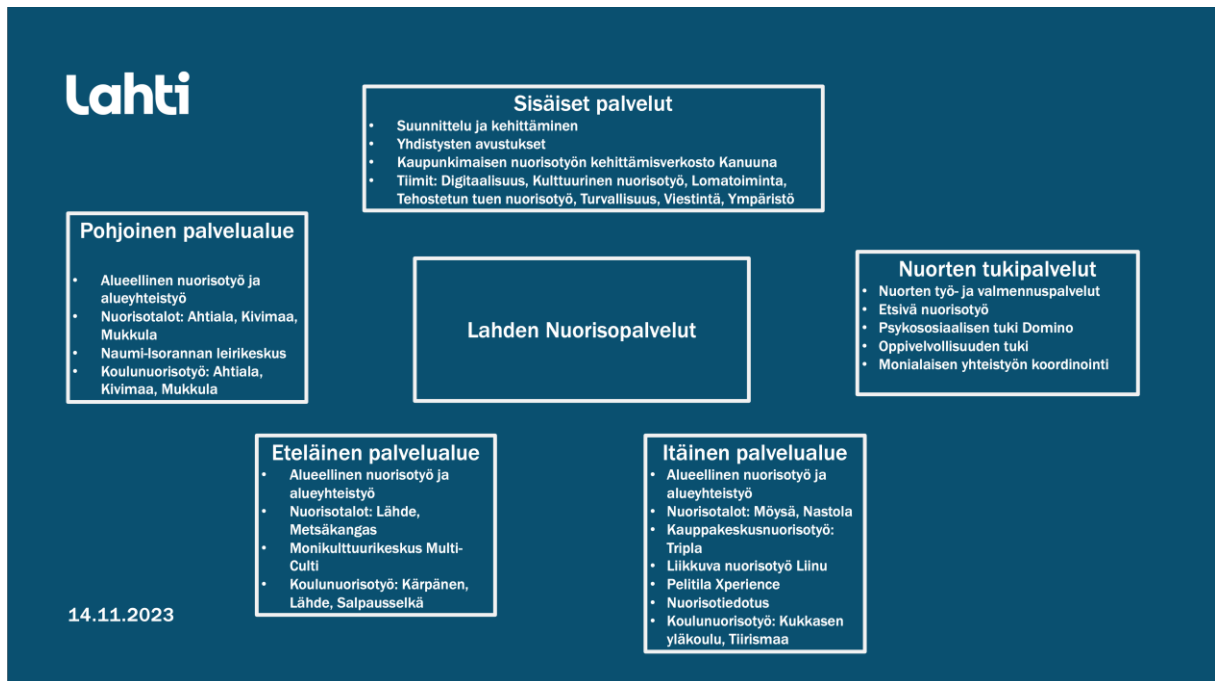 Lahti
Sisäiset palvelut
• Suunnittelu ja kehittäminen
• Yhdistysten avustukset
• Kaupunkimaisen nuorisotyön kehittämisverkosto Kanuuna
• Tiimit: Digitaalisuus, Kulttuurinen nuorisotyö, Lomatoiminta,
Tehostetun tuen nuorisotyö, Turvallisuus, Viestintä, Ympäristö
Pohjoinen palvelualue
• Alueellinen nuorisotyö ja
alueyhteistyö
• Nuorisotalot: Ahtiala, Kivimaa,
Mukkula
• Naumi-Isorannan leirikeskus
• Koulunuorisotyö: Ahtiala,
Kivimaa, Mukkula
Lahden Nuorisopalvelut
Nuorten tukipalvelut
• Nuorten työ- ja valmennuspalvelut
• Etsivä nuorisotyö
• Psykososiaalisen tuki Domino
• Oppivelvollisuuden tuki
• Monialaisen yhteistyön koordinointi
Eteläinen palvelualue
• Alueellinen nuorisotyö ja
alueyhteistyö
• Nuorisotalot: Lähde,
Metsäkangas
• Monikulttuurikeskus Multi-
Culti
• Koulunuorisotyö: Kärpänen,
Lähde, Salpausselkä
Itäinen palvelualue
• Alueellinen nuorisotyö ja
alueyhteistyö
• Nuorisotalot: Möysä, Nastola
• Kauppakeskusnuorisotyö:
Tripla
• Liikkuva nuorisotyö Liinu
• Pelitila Xperience
• Nuorisotiedotus
• Koulunuorisotyö: Kukkasen
yläkoulu, Tiirismaa
14.11.2023